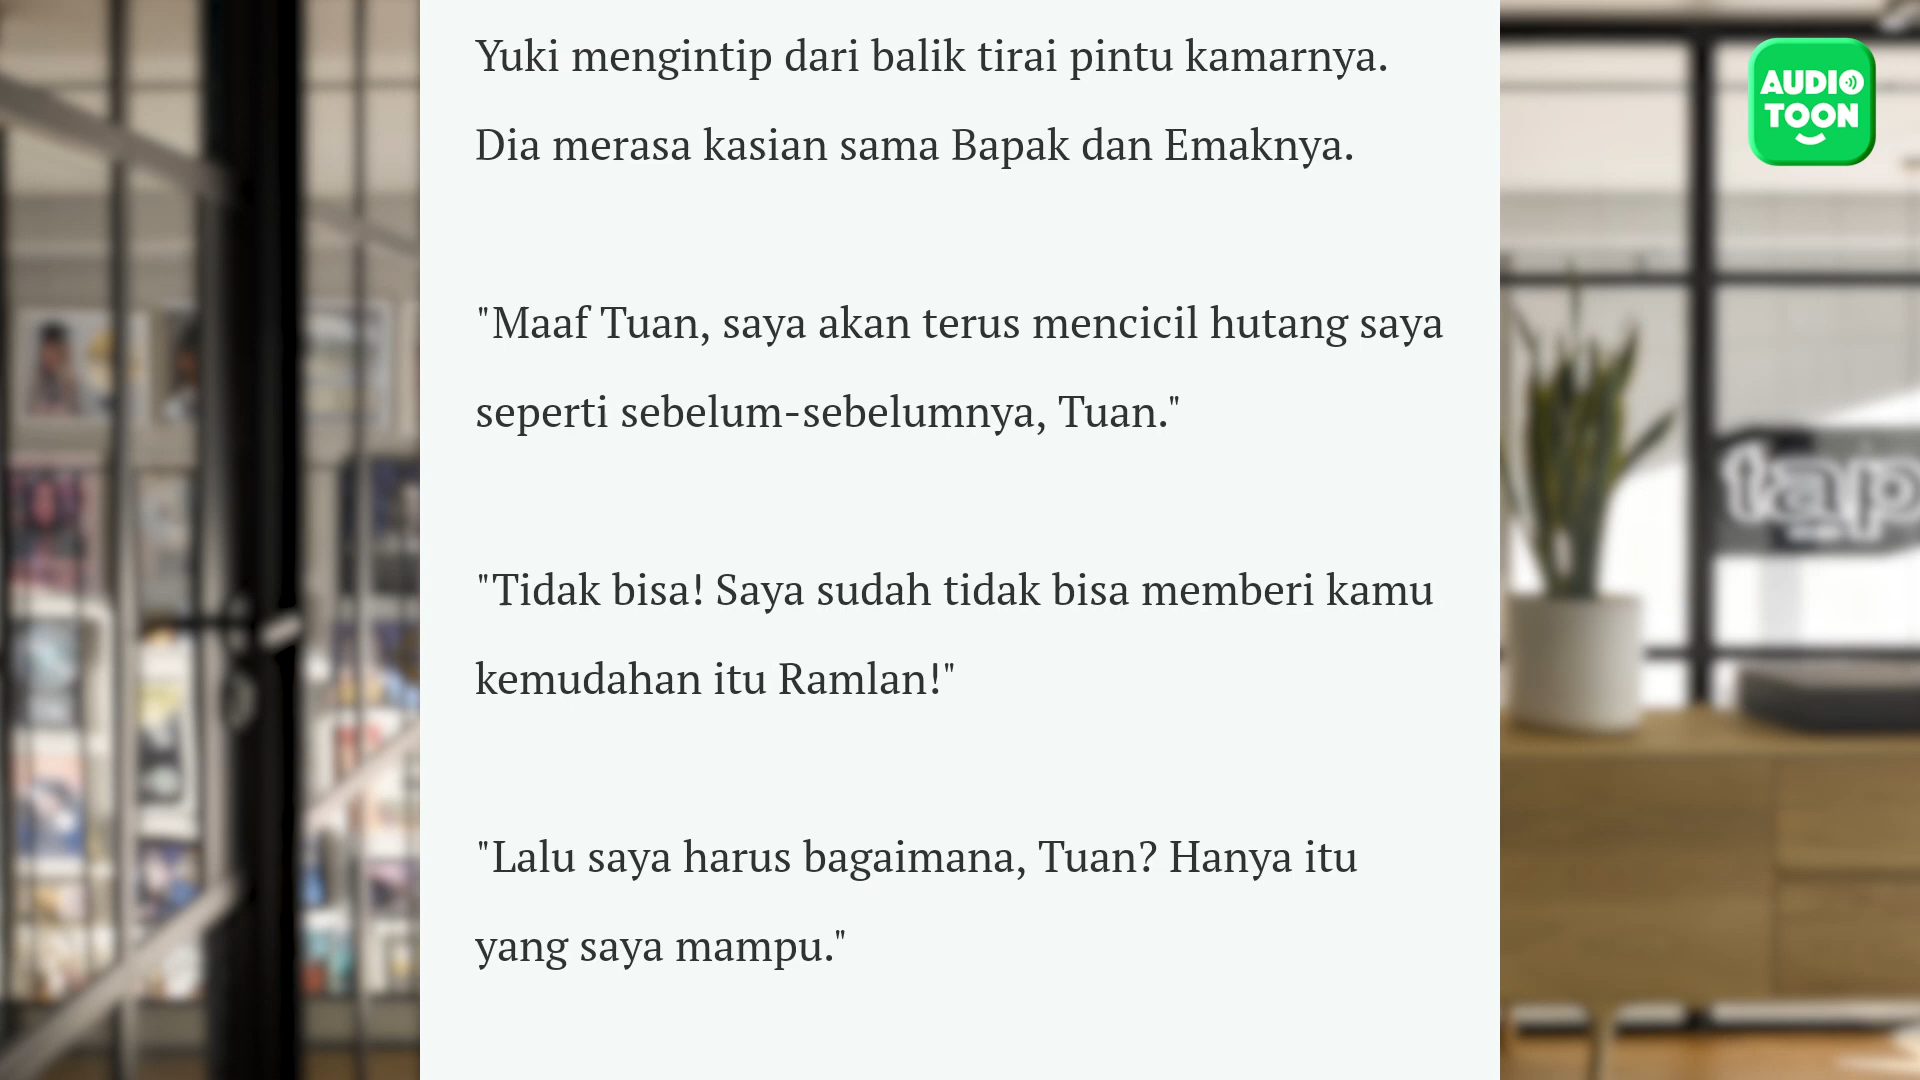 Yuki mengintip dari balik tirai pintu kamarnya.
Dia merasa kasian sama Bapak dan Emaknya.
"Maaf Tuan, saya akan terus mencicil hutang saya
seperti sebelum-sebelumnya, Tuan."
"Tidak bisa! Saya sudah tidak bisa memberi kamu
kemudahan itu Ramlan!"
"Lalu saya harus bagaimana, Tuan? Hanya itu
yang saya mampu."
AUDIO
TOON
tap